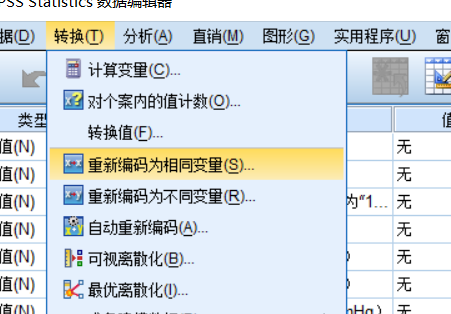 PSS Statistics 数据编辑器
据(D) 转换(T) 分析(A) 直销(M) 图形(G) 实用程序(U) 窗
计算变量(C)...
对个案内的值计数(O)...
转换值(F)...
重新编码为相同变量(S)...
重新编码为不同变量(R)...
自动重新编码(A)...
可视离散化(B)...
最优离散化(I)...
类型
值
值(N) 无
值(N) 无
值(N) 为"1... 无
值(N) 无
值(N) 无
值(N) 无
值(N) mHg) 无